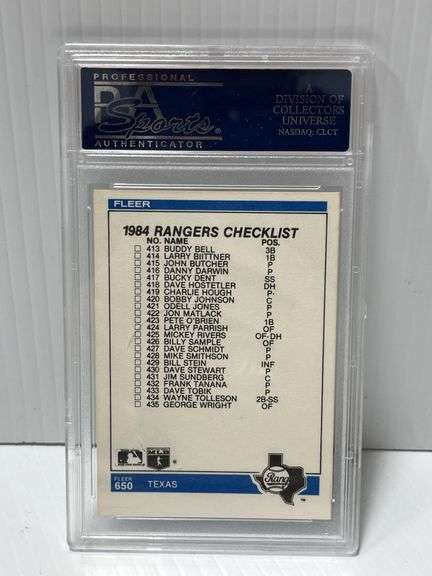 PROFESSIONAL
PSA
Sports
AUTHENTICATOR
A
DIVISION OF
COLLECTORS
UNIVERSE
NASDAQ: CLCT
FLEER
1984 RANGERS CHECKLIST
NO. NAME POS.
413 BUDDY BELL 3B
414 LARRY BIITTNER 1B
415 JOHN BUTCHER P
416 DANNY DARWIN P
417 BUCKY DENT SS
418 DAVE HOSTETLER DH
419 CHARLIE HOUGH P
420 BOBBY JOHNSON C
421 ODELL JONES P
422 JON MATLACK P
423 PETE O'BRIEN 1B
424 LARRY PARRISH OF
425 MICKEY RIVERS OF-DH
426 BILLY SAMPLE OF
427 DAVE SCHMIDT P
428 MIKE SMITHSON P
429 BILL STEIN INF
430 DAVE STEWART P
431 JIM SUNDBERG C
432 FRANK TANANA P
433 DAVE TOBIK P
434 WAYNE TOLLESON 2B-SS
435 GEORGE WRIGHT OF
FLEER
650 TEXAS
Rangers